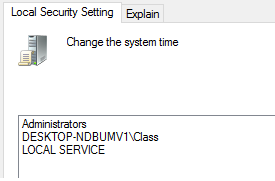 Local Security Setting
Explain
Change the system time
Administrators
DESKTOP-NDBUMV1\Class
LOCAL SERVICE